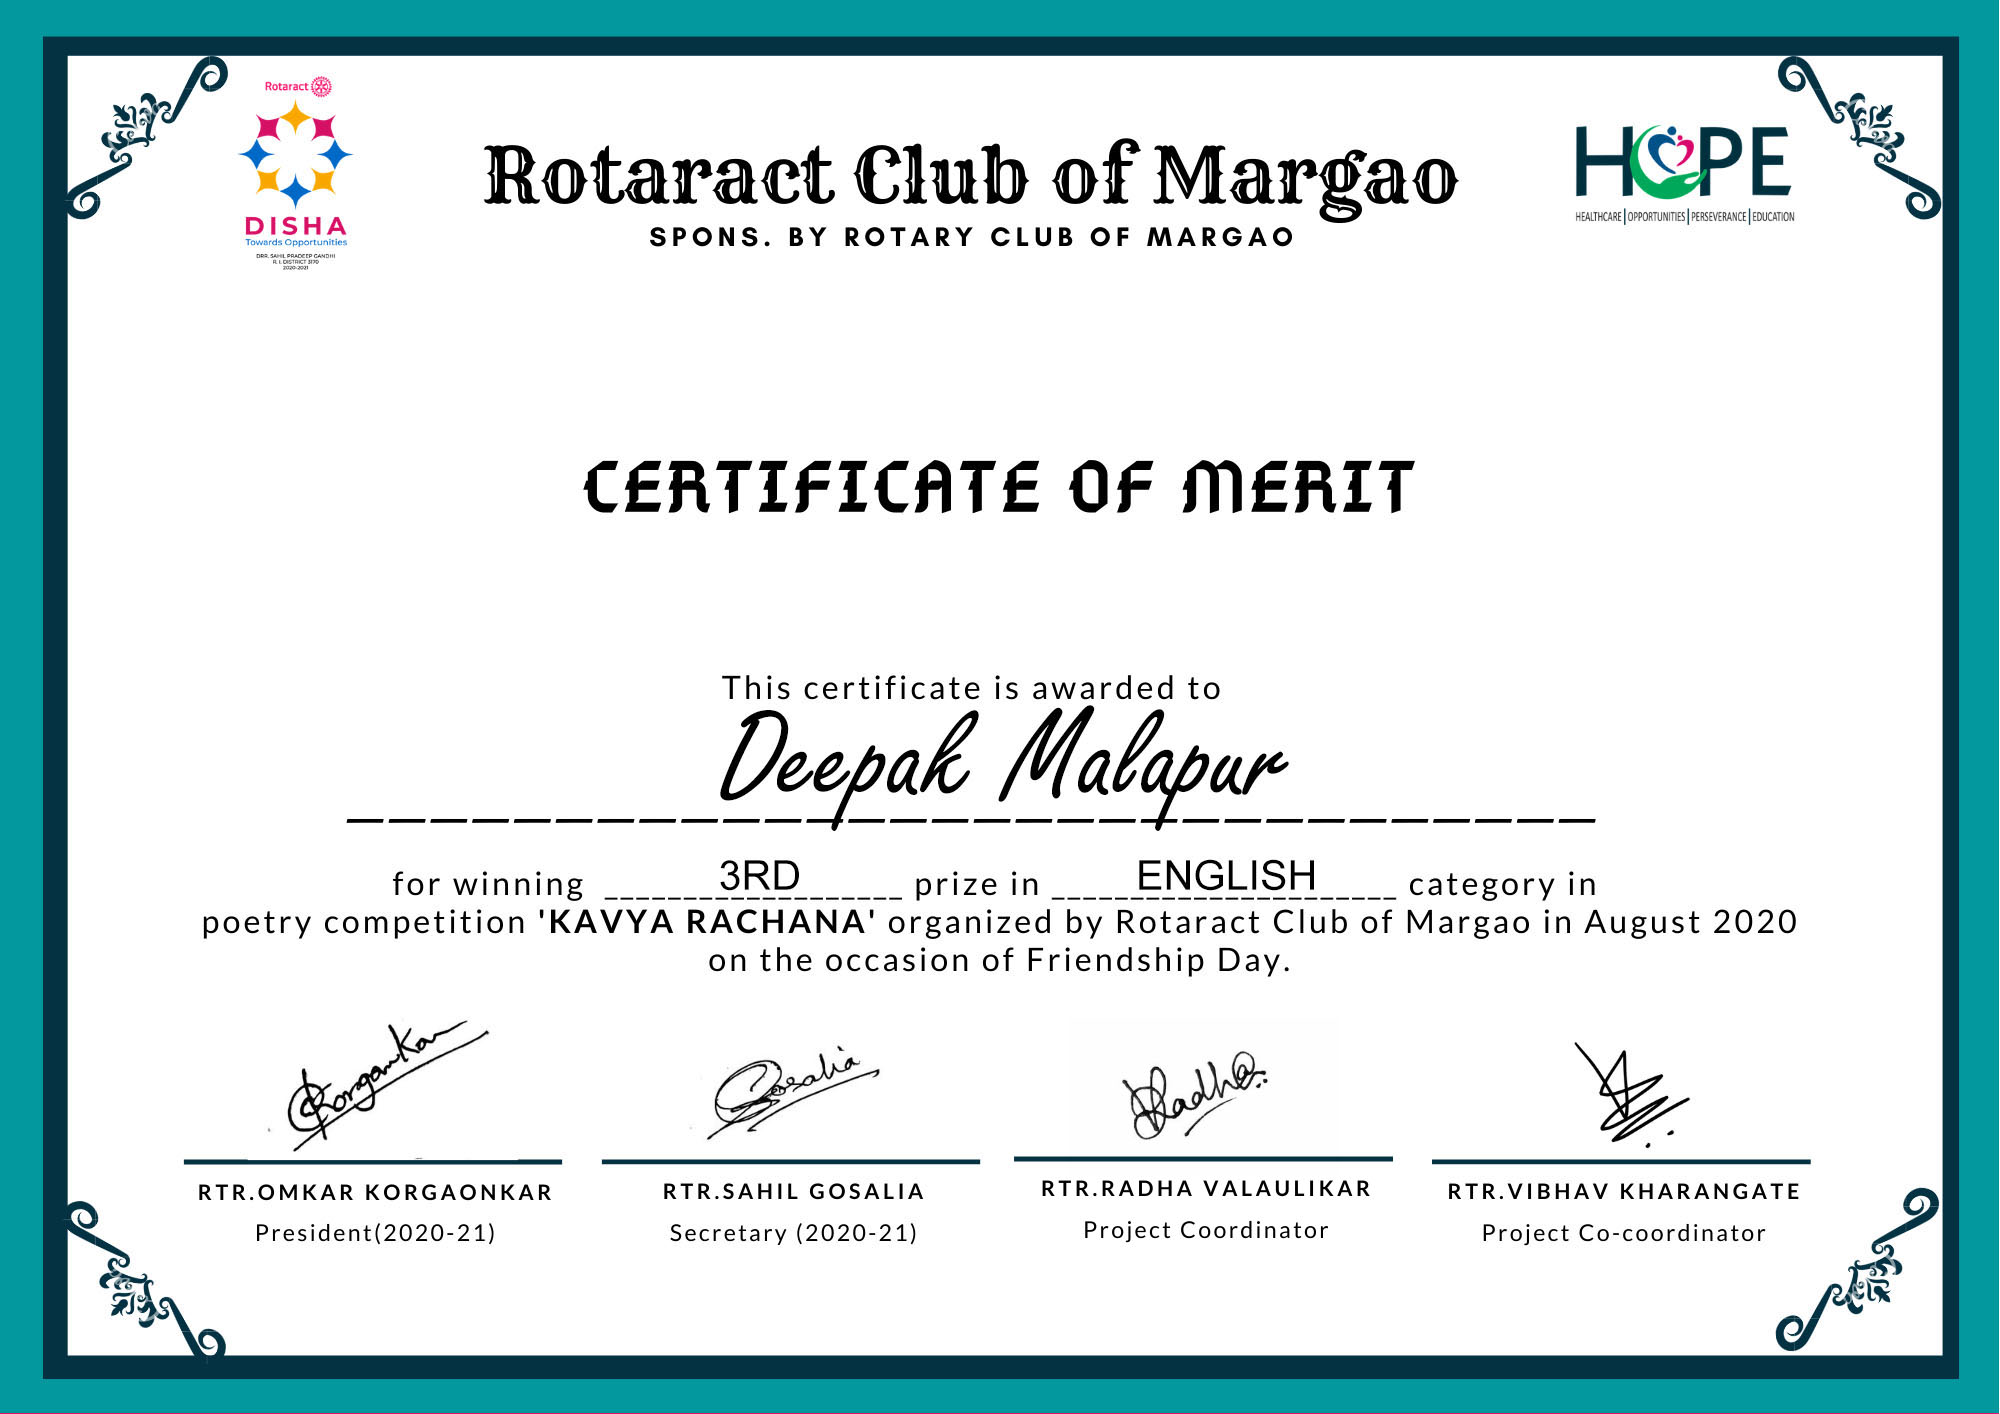 Rotaract
DISHA
Towards Opportunities
DRR. SAHIL PRADEEP GANDHI
R. I. DISTRICT 3170
2020-2021
Rotaract Club of Margao
SPONS. BY ROTARY CLUB OF MARGAO
HOPE
HEALTHCARE | OPPORTUNITIES | PERSEVERANCE | EDUCATION
CERTIFICATE OF MERIT
This certificate is awarded to
Deepak Malapur
for winning 3RD prize in ENGLISH category in
poetry competition 'KAVYA RACHANA' organized by Rotaract Club of Margao in August 2020
on the occasion of Friendship Day.
Korgaonkar
Gosalia
Radha
RTR.OMKAR KORGAONKAR
President(2020-21)
RTR.SAHIL GOSALIA
Secretary (2020-21)
RTR.RADHA VALAULIKAR
Project Coordinator
RTR.VIBHAV KHARANGATE
Project Co-coordinator